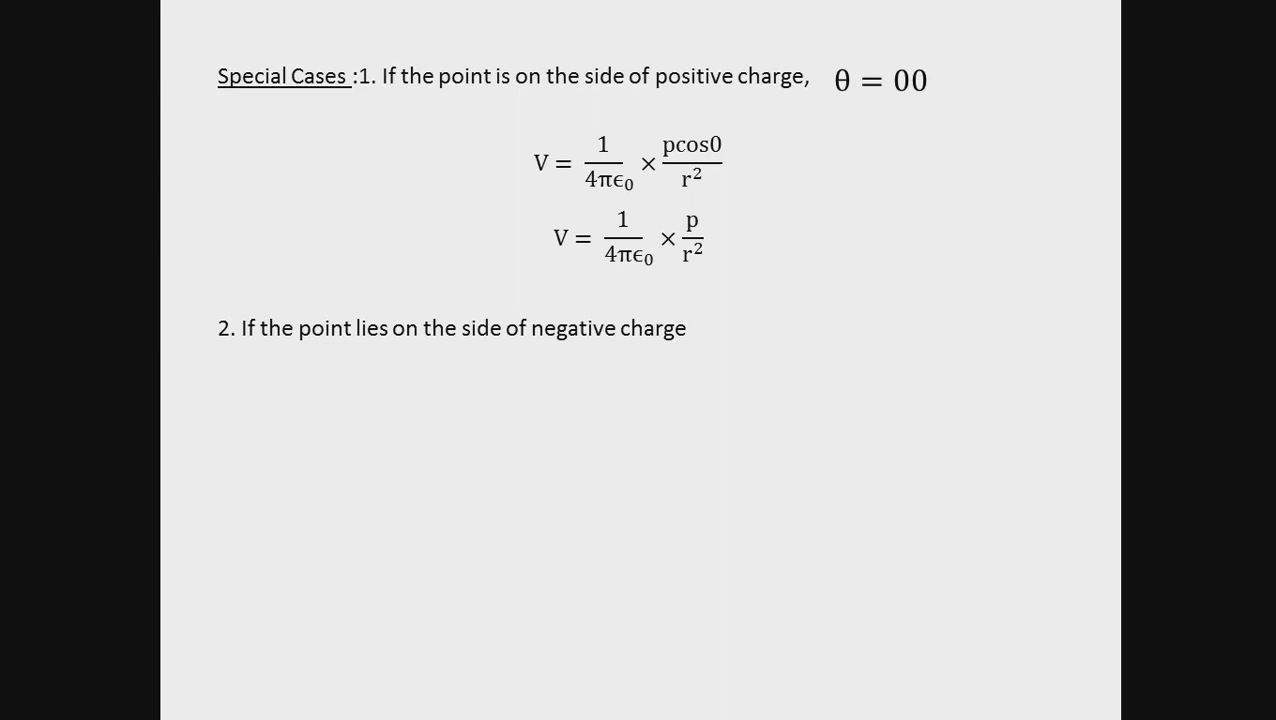 Special Cases :1. If the point is on the side of positive charge, θ = 00
V = 1/4πϵ₀ × pcos0/r²
V = 1/4πϵ₀ × p/r²
2. If the point lies on the side of negative charge